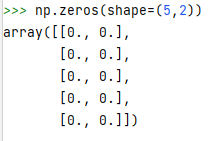 >>> np.zeros(shape=(5,2))
array([[0., 0.],
       [0., 0.],
       [0., 0.],
       [0., 0.],
       [0., 0.]])